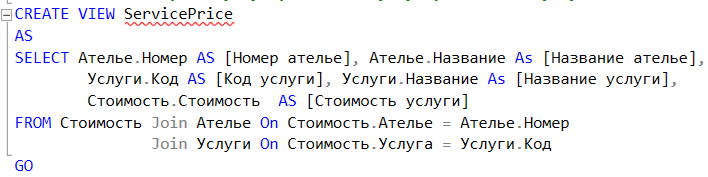 CREATE VIEW ServicePrice
AS
SELECT Ателье.Номер AS [Номер ателье], Ателье.Название As [Название ателье],
Услуги.Код AS [Код услуги], Услуги.Название As [Название услуги],
Стоимость.Стоимость  AS [Стоимость услуги]
FROM Стоимость Join Ателье On Стоимость.Ателье = Ателье.Номер
Join Услуги On Стоимость.Услуга = Услуги.Код
GO